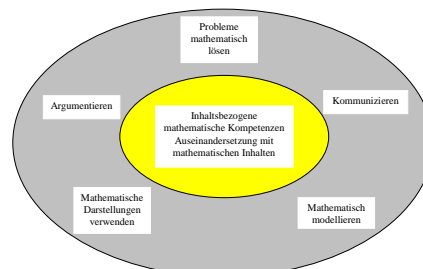 Probleme
mathematisch
lösen
Argumentieren
Kommunizieren
Inhaltsbezogene
mathematische Kompetenzen
Auseinandersetzung mit
mathematischen Inhalten
Mathematische
Darstellungen
verwenden
Mathematisch
modellieren